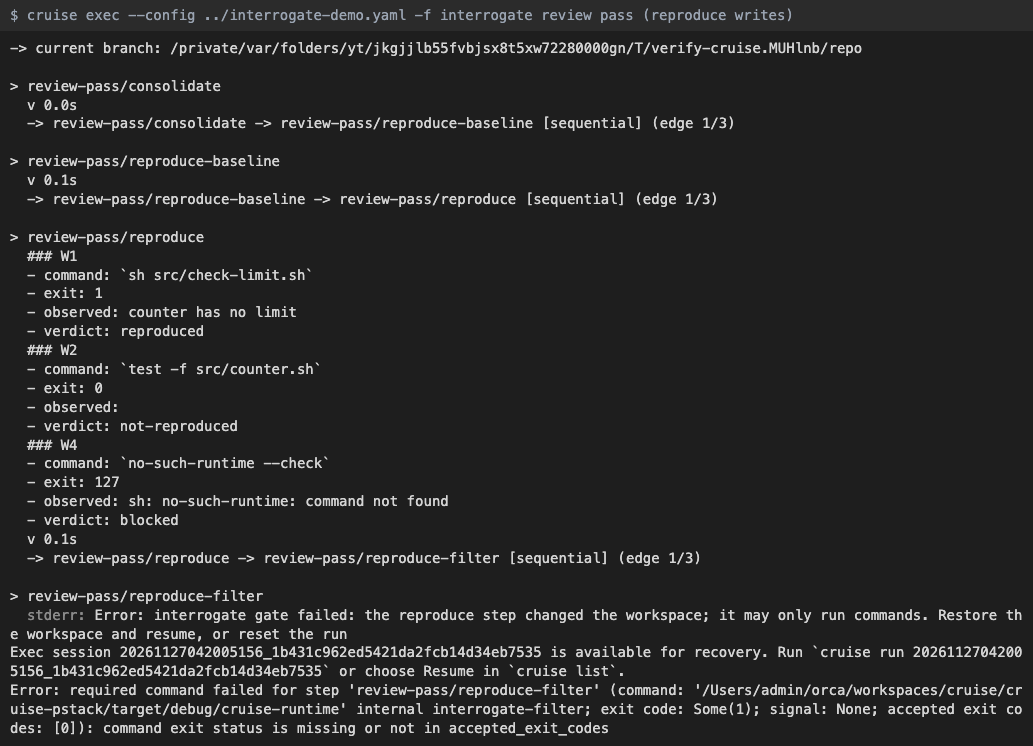 $ cruise exec --config ../interrogate-demo.yaml -f interrogate review pass (reproduce writes)
-> current branch: /private/var/folders/yt/jkgjjlb55fvbjsx8t5xw72280000gn/T/verify-cruise.MUHlnb/repo
> review-pass/consolidate
v 0.0s
-> review-pass/consolidate -> review-pass/reproduce-baseline [sequential] (edge 1/3)
> review-pass/reproduce-baseline
v 0.1s
-> review-pass/reproduce-baseline -> review-pass/reproduce [sequential] (edge 1/3)
> review-pass/reproduce
### W1
- command: `sh src/check-limit.sh`
- exit: 1
- observed: counter has no limit
- verdict: reproduced
### W2
- command: `test -f src/counter.sh`
- exit: 0
- observed:
- verdict: not-reproduced
### W4
- command: `no-such-runtime --check`
- exit: 127
- observed: sh: no-such-runtime: command not found
- verdict: blocked
v 0.1s
-> review-pass/reproduce -> review-pass/reproduce-filter [sequential] (edge 1/3)
> review-pass/reproduce-filter
stderr: Error: interrogate gate failed: the reproduce step changed the workspace; it may only run commands. Restore th
e workspace and resume, or reset the run
Exec session 20261127042005156_1b431c962ed5421da2fcb14d34eb7535 is available for recovery. Run `cruise run 2026112704200
5156_1b431c962ed5421da2fcb14d34eb7535` or choose Resume in `cruise list`.
Error: required command failed for step 'review-pass/reproduce-filter' (command: '/Users/admin/orca/workspaces/cruise/cr
uise-pstack/target/debug/cruise-runtime' internal interrogate-filter; exit code: Some(1); signal: None; accepted exit co
des: [0]): command exit status is missing or not in accepted_exit_codes